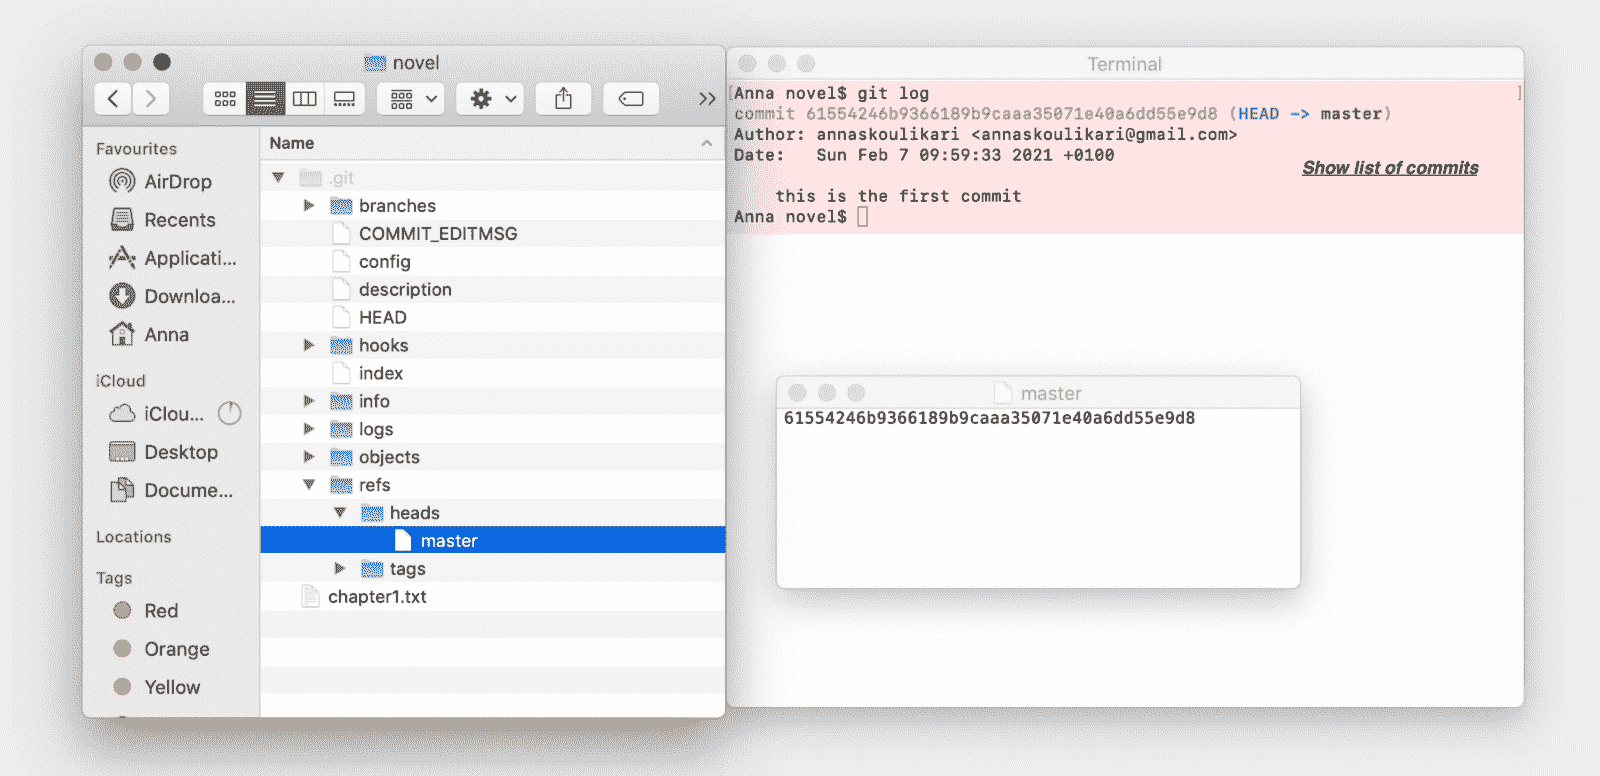 novel
Favourites
AirDrop
Recents
Applicati...
Downloa...
Anna
iCloud
iClou...
Desktop
Docume...
Locations
Tags
Red
Orange
Yellow
Name
.git
branches
COMMIT_EDITMSG
config
description
HEAD
hooks
index
info
logs
objects
refs
heads
master
tags
chapter1.txt
Terminal
[Anna novel$ git log ]
commit 61554246b9366189b9caaa35071e40a6dd55e9d8 (HEAD -> master)
Author: annaskoulikari <annaskoulikari@gmail.com>
Date:   Sun Feb 7 09:59:33 2021 +0100
Show list of commits
this is the first commit
Anna novel$
master
61554246b9366189b9caaa35071e40a6dd55e9d8